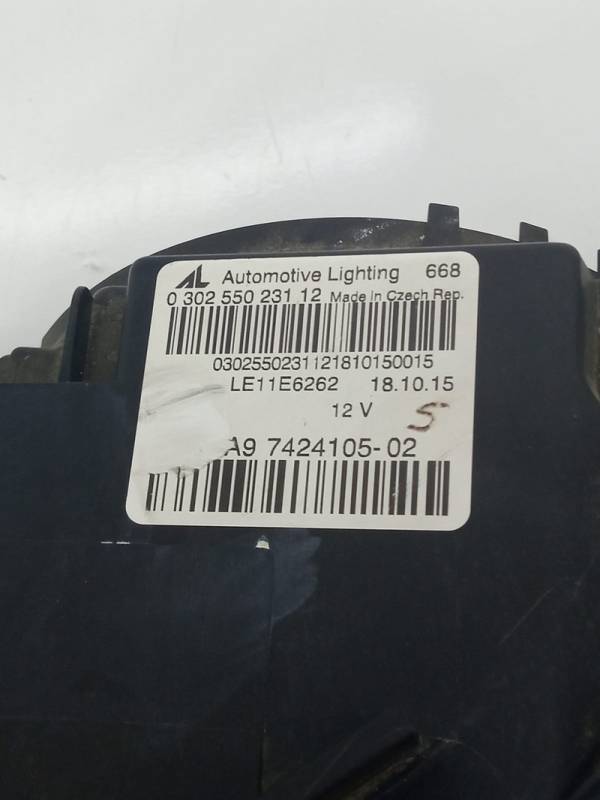 AL Automotive Lighting 668
0 302 550 231 12 Made in Czech Rep.
0302550231121810150015
LE11E6262 18.10.15
12 V 5
A9 7424105-02